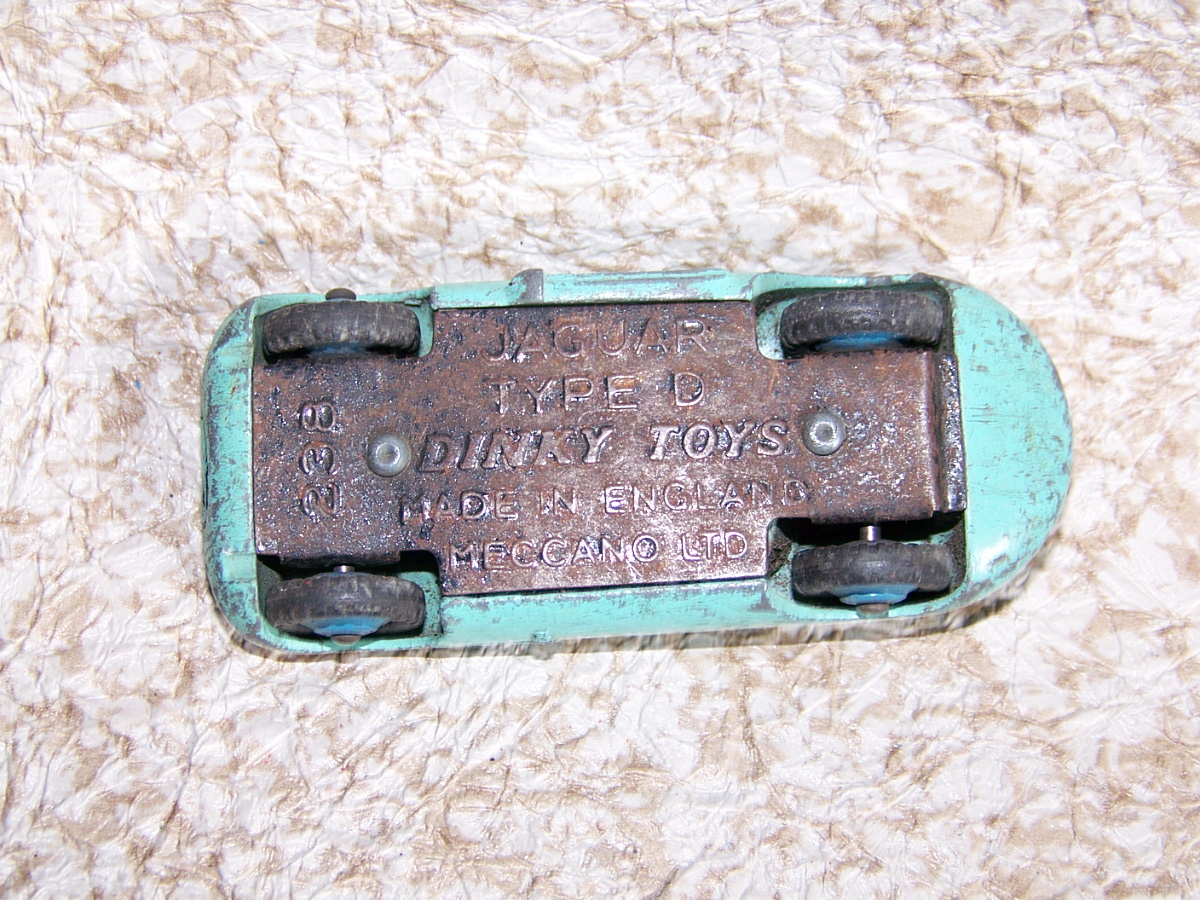 JAGUAR
TYPE D
238
DINKY TOYS
MADE IN ENGLAND
MECCANO LTD